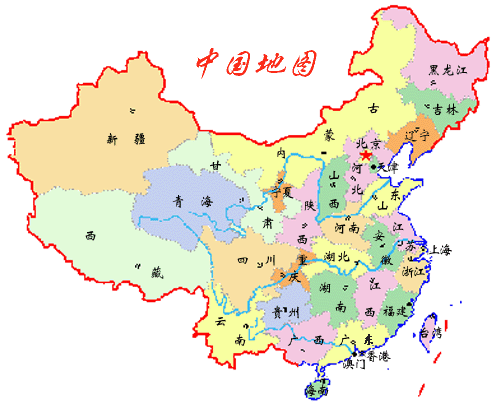 中国地图
黑龙江
吉林
辽宁
内蒙古
北京
天津
河北
新疆
甘肃
青海
宁夏
山西
陕西
山东
河南
江苏
安徽
上海
西藏
四川
重庆
湖北
浙江
湖南
江西
福建
贵州
云南
广西
广东
台湾
香港
澳门
海南